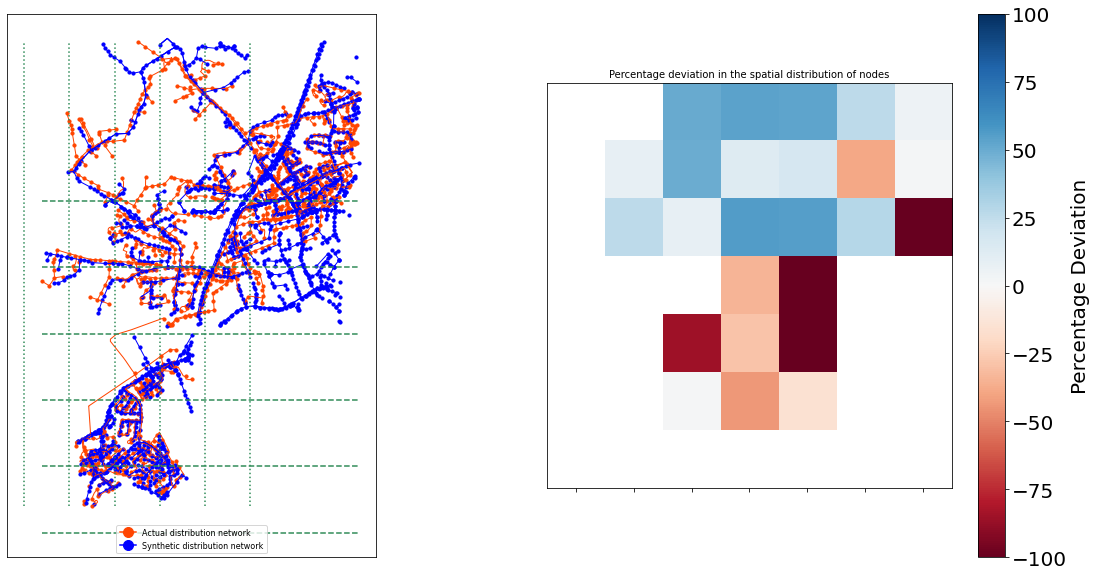 Percentage deviation in the spatial distribution of nodes
100
75
50
25
0
−25
−50
−75
−100
Percentage Deviation
Actual distribution network
Synthetic distribution network